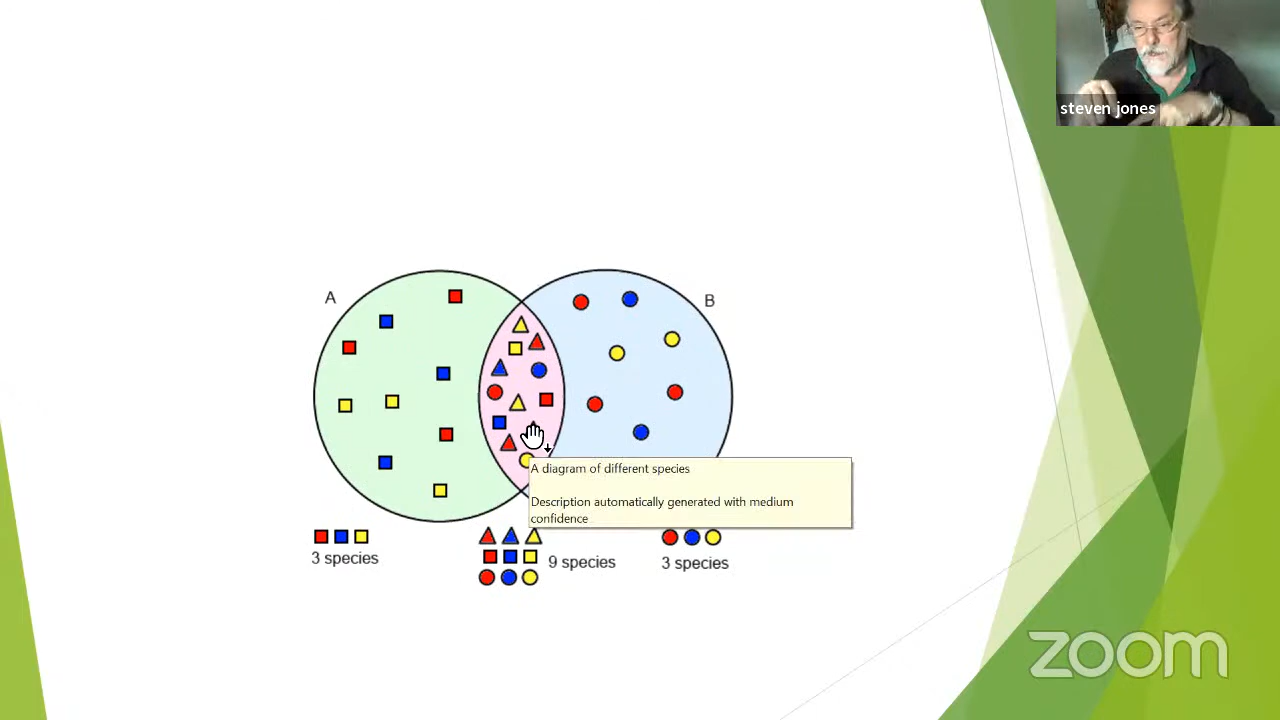 steven jones
A
B
A diagram of different species
Description automatically generated with medium
confidence
3 species
9 species
3 species
zoom